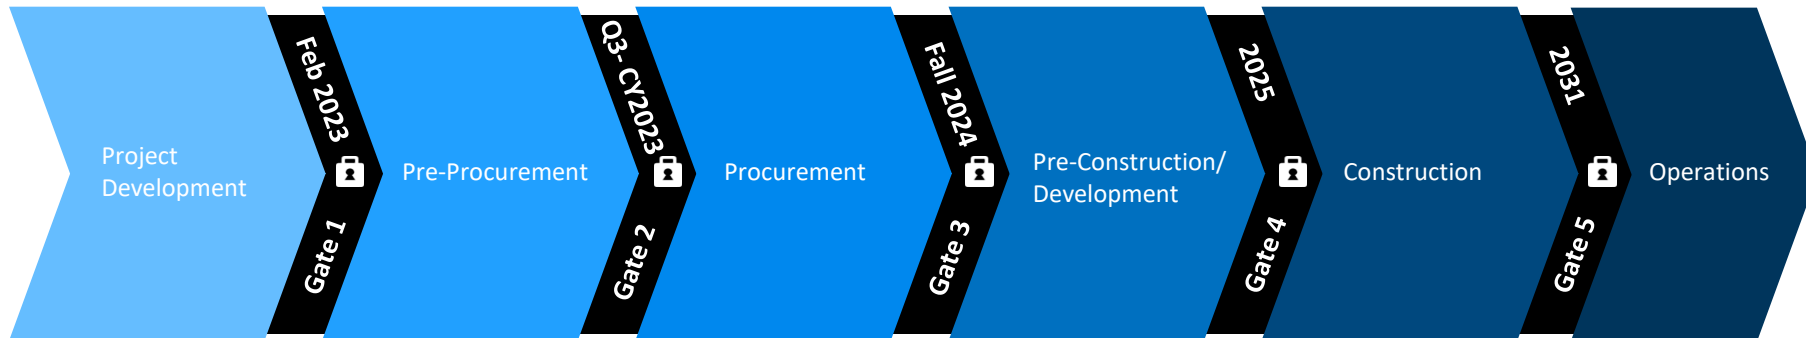 Project
Development
Feb 2023
Gate 1
Pre-Procurement
Q3- CY2023
Gate 2
Procurement
Fall 2024
Gate 3
Pre-Construction/
Development
2025
Gate 4
Construction
2031
Gate 5
Operations